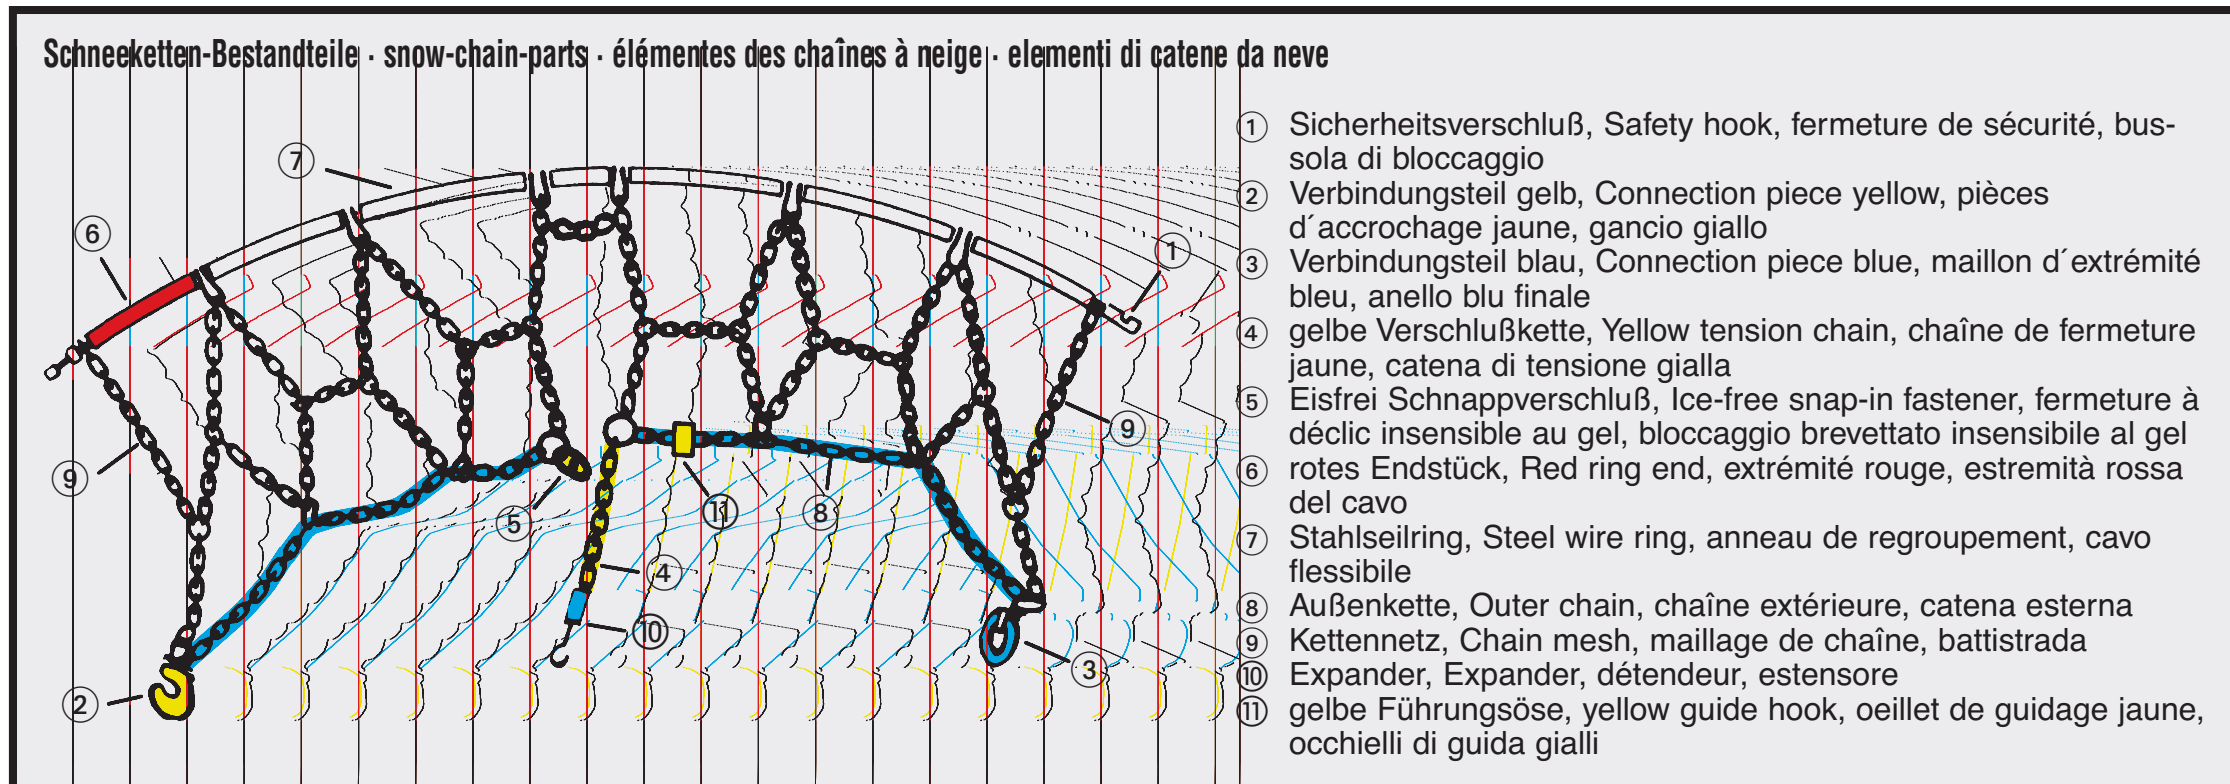 Schneeketten-Bestandteile · snow-chain-parts · élémentes des chaînes à neige · elementi di catene da neve
① Sicherheitsverschluß, Safety hook, fermeture de sécurité, bus-
sola di bloccaggio
② Verbindungsteil gelb, Connection piece yellow, pièces
d´accrochage jaune, gancio giallo
③ Verbindungsteil blau, Connection piece blue, maillon d´extrémité
bleu, anello blu finale
④ gelbe Verschlußkette, Yellow tension chain, chaîne de fermeture
jaune, catena di tensione gialla
⑤ Eisfrei Schnappverschluß, Ice-free snap-in fastener, fermeture à
déclic insensible au gel, bloccaggio brevettato insensibile al gel
⑥ rotes Endstück, Red ring end, extrémité rouge, estremità rossa
del cavo
⑦ Stahlseilring, Steel wire ring, anneau de regroupement, cavo
flessibile
⑧ Außenkette, Outer chain, chaîne extérieure, catena esterna
⑨ Kettennetz, Chain mesh, maillage de chaîne, battistrada
⑩ Expander, Expander, détendeur, estensore
⑪ gelbe Führungsöse, yellow guide hook, oeillet de guidage jaune,
occhielli di guida gialli
⑦
⑥
①
⑨
⑨
⑤
⑪
⑧
④
⑩
③
②